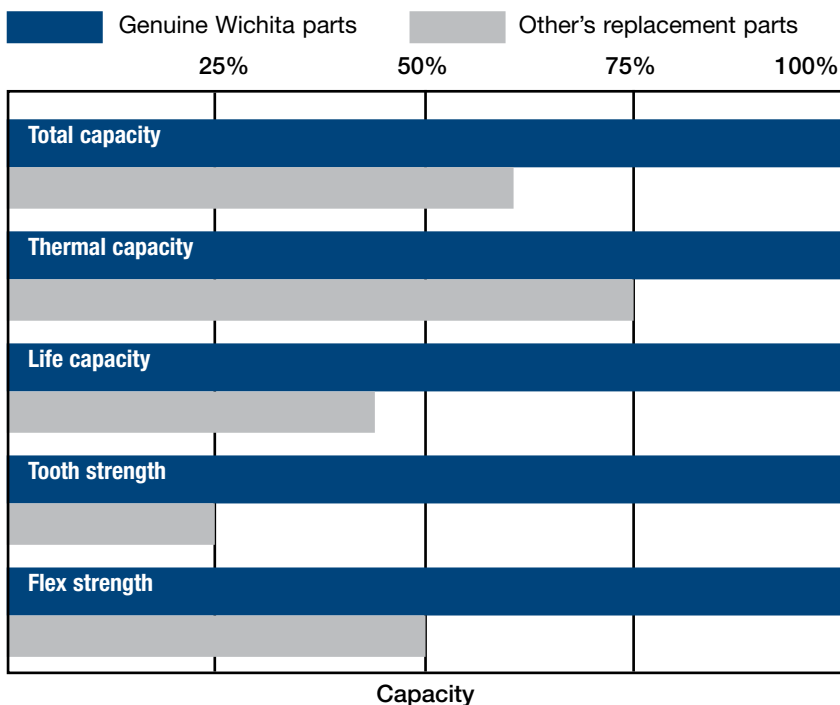 Genuine Wichita parts Other’s replacement parts
25% 50% 75% 100%
Total capacity
Thermal capacity
Life capacity
Tooth strength
Flex strength
Capacity